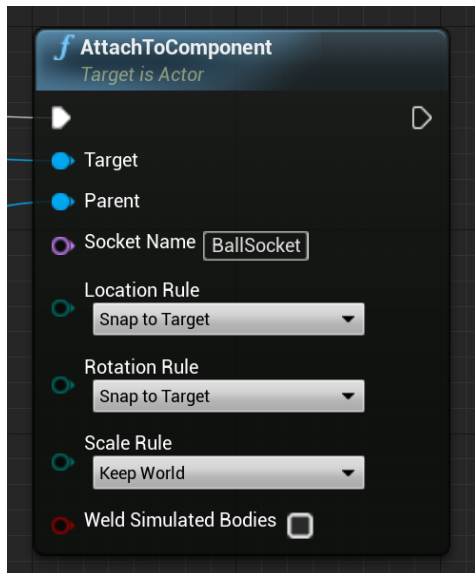 f AttachToComponent
Target is Actor
Target
Parent
Socket Name BallSocket
Location Rule
Snap to Target
Rotation Rule
Snap to Target
Scale Rule
Keep World
Weld Simulated Bodies